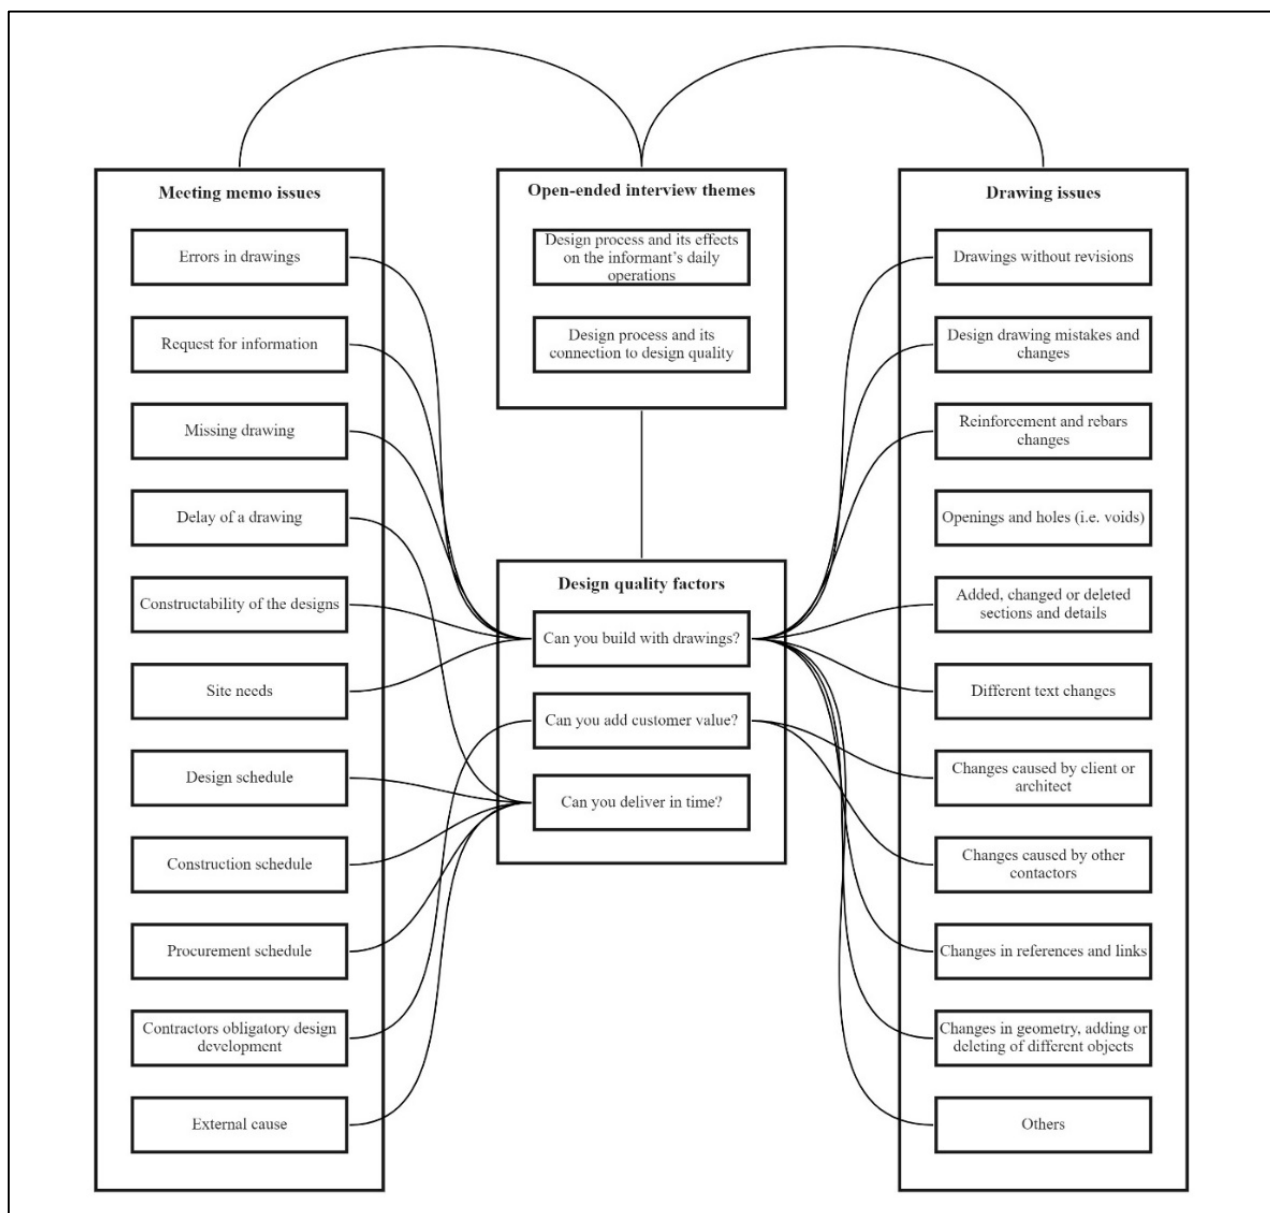 Meeting memo issues
Errors in drawings
Request for information
Missing drawing
Delay of a drawing
Constructability of the designs
Site needs
Design schedule
Construction schedule
Procurement schedule
Contractors obligatory design
development
External cause
Open-ended interview themes
Design process and its effects
on the informant’s daily
operations
Design process and its
connection to design quality
Design quality factors
Can you build with drawings?
Can you add customer value?
Can you deliver in time?
Drawing issues
Drawings without revisions
Design drawing mistakes and
changes
Reinforcement and rebars
changes
Openings and holes (i.e. voids)
Added, changed or deleted
sections and details
Different text changes
Changes caused by client or
architect
Changes caused by other
contactors
Changes in references and links
Changes in geometry, adding or
deleting of different objects
Others